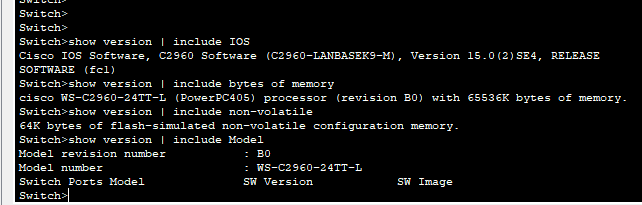 Switch>
Switch>
Switch>
Switch>show version | include IOS
Cisco IOS Software, C2960 Software (C2960-LANBASEK9-M), Version 15.0(2)SE4, RELEASE
SOFTWARE (fc1)
Switch>show version | include bytes of memory
cisco WS-C2960-24TT-L (PowerPC405) processor (revision B0) with 65536K bytes of memory.
Switch>show version | include non-volatile
64K bytes of flash-simulated non-volatile configuration memory.
Switch>show version | include Model
Model revision number : B0
Model number : WS-C2960-24TT-L
Switch Ports Model SW Version SW Image
Switch>